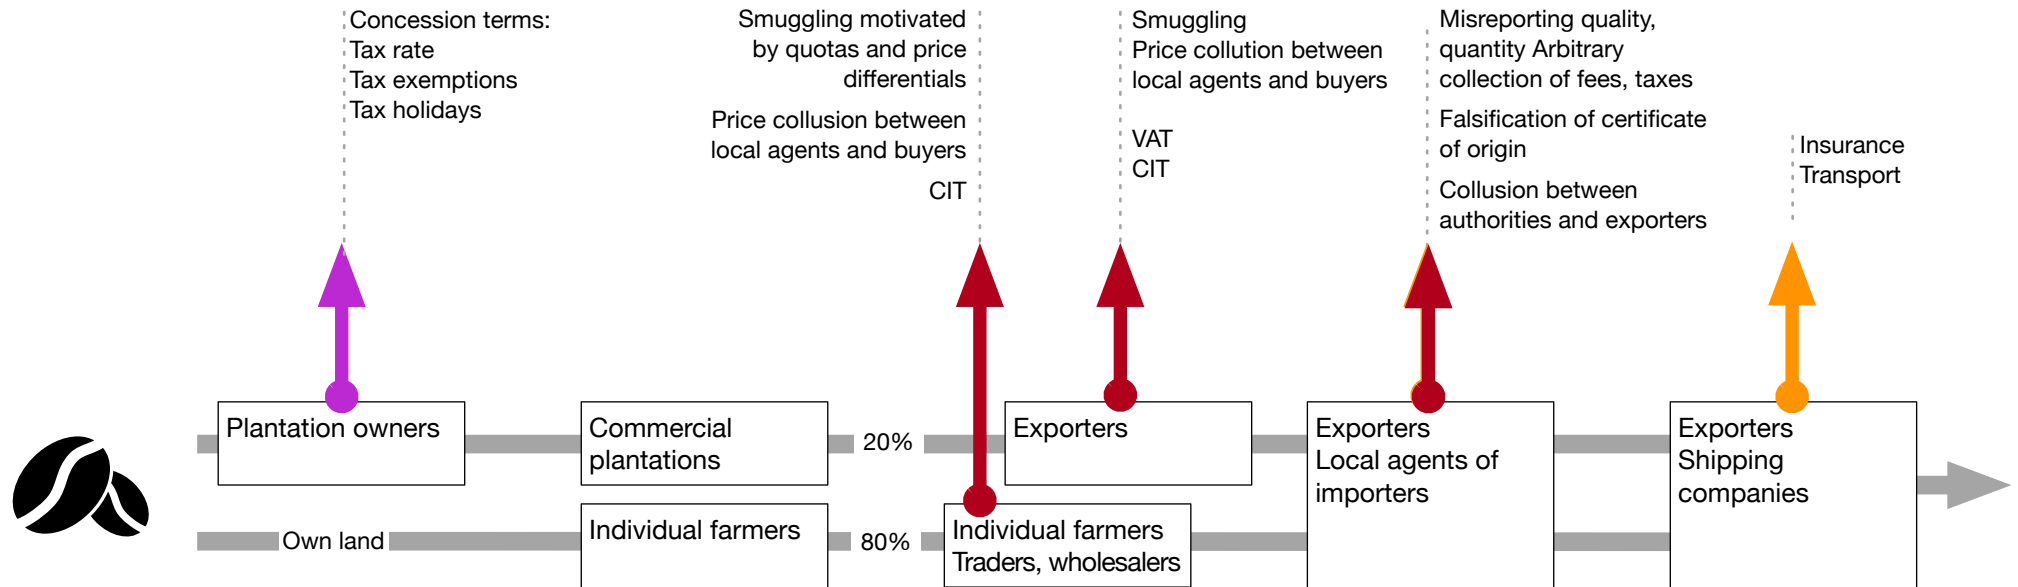 Concession terms:
Tax rate
Tax exemptions
Tax holidays
Smuggling motivated
by quotas and price
differentials
Price collusion between
local agents and buyers
CIT
Smuggling
Price collution between
local agents and buyers
VAT
CIT
Misreporting quality,
quantity Arbitrary
collection of fees, taxes
Falsification of certificate
of origin
Collusion between
authorities and exporters
Insurance
Transport
Plantation owners
Commercial
plantations
20%
Exporters
Exporters
Local agents of
importers
Exporters
Shipping
companies
Own land
Individual farmers
80%
Individual farmers
Traders, wholesalers